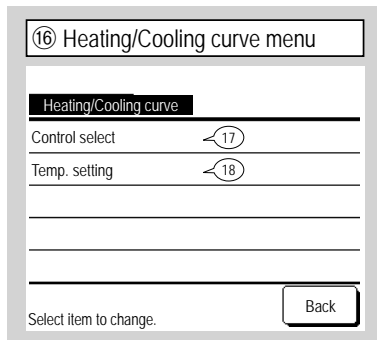 ⑯ Heating/Cooling curve menu
Heating/Cooling curve
Control select 17
Temp. setting 18
Select item to change. Back